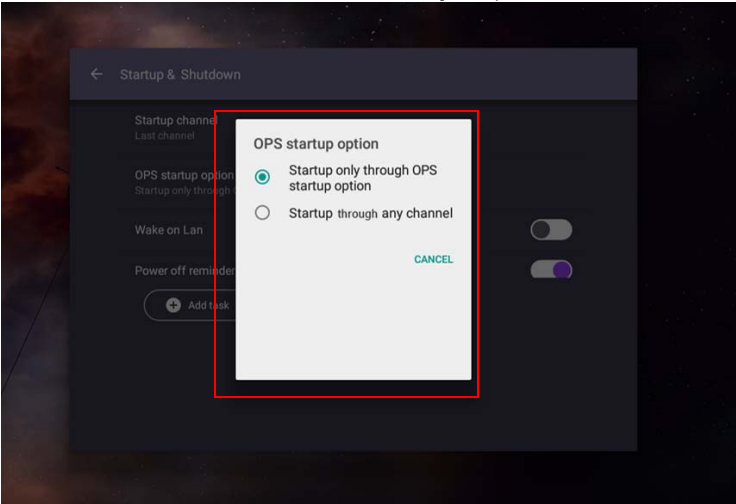 Startup & Shutdown
Startup channel
Last channel
OPS startup option
OPS startup option
Startup only through
Startup only through OPS
startup option
Startup through any channel
Wake on Lan
CANCEL
Power off reminder
Add task